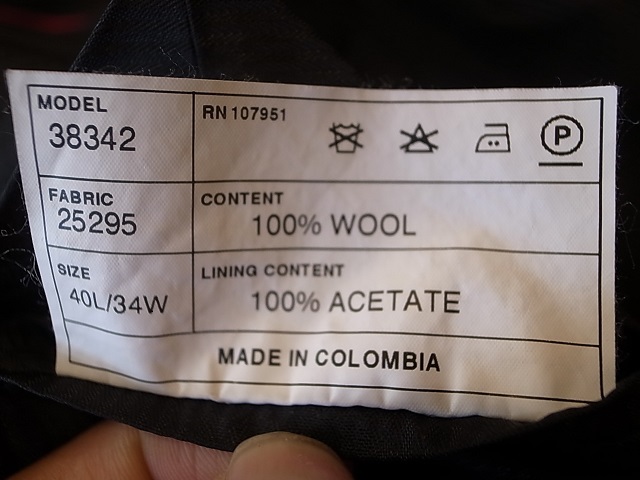 MODEL
38342
RN 107951
P
FABRIC
25295
CONTENT
100% WOOL
SIZE
40L/34W
LINING CONTENT
100% ACETATE
MADE IN COLOMBIA